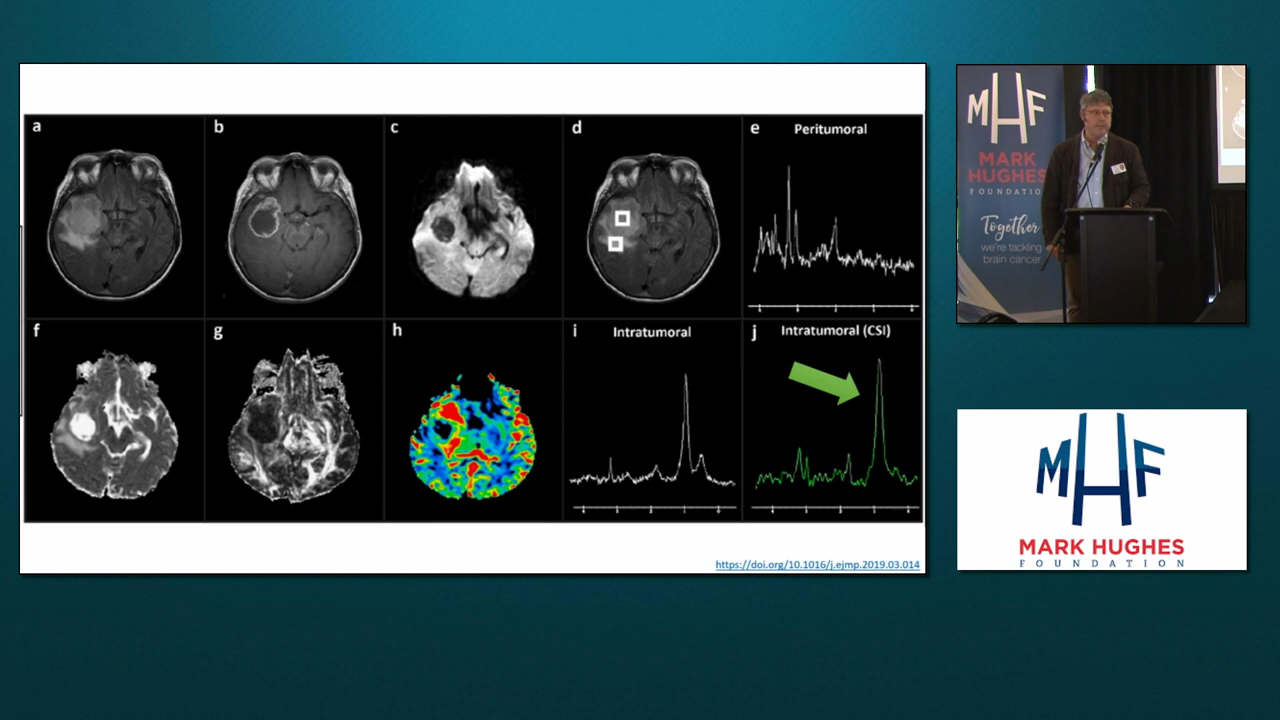 a
b
c
d
e
Peritumoral
f
g
h
i
Intratumoral
j
Intratumoral (CSI)
https://doi.org/10.1016/j.ejmp.2019.03.014
MHF
MARK
HUGHES
FOUNDATIO
Together
we're tackling
brain cancer
MHF
MARK HUGHES
FOUNDATION